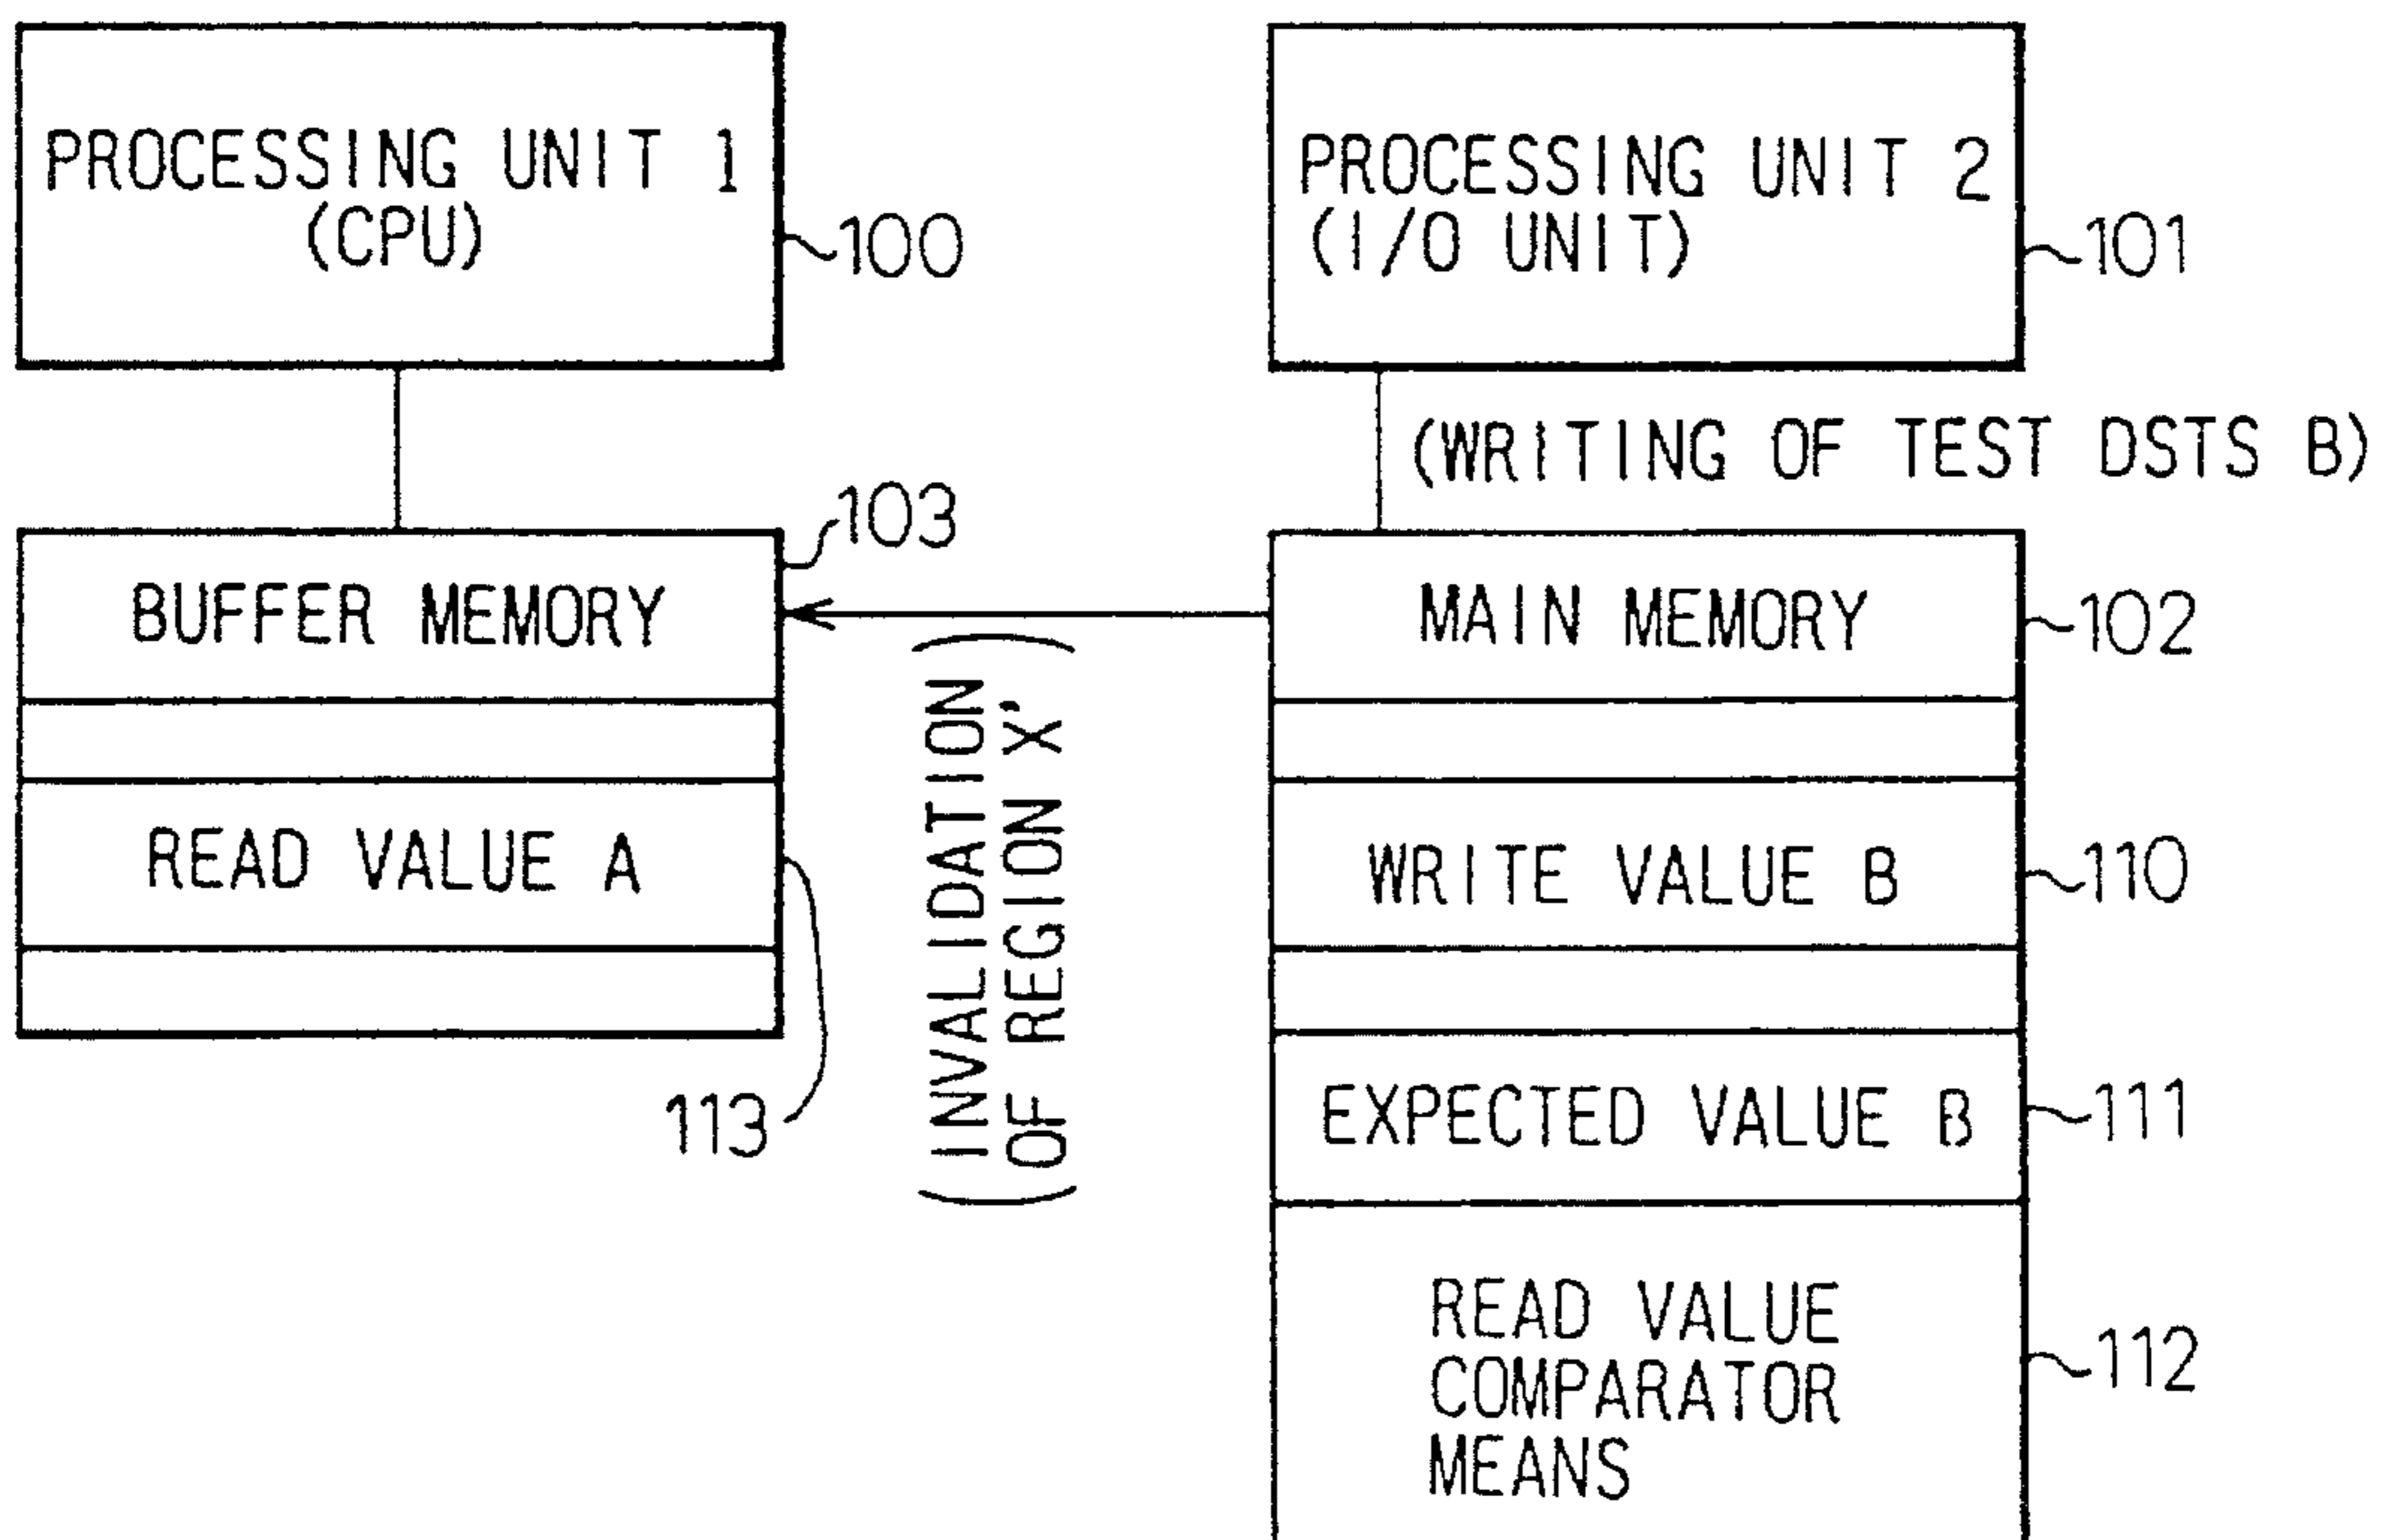 PROCESSING UNIT 1
(CPU)
100
PROCESSING UNIT 2
(I/O UNIT)
101
(WRITING OF TEST DSTS B)
103
BUFFER MEMORY
MAIN MEMORY
102
(INVALIDATION
OF REGION X')
READ VALUE A
113
WRITE VALUE B
110
EXPECTED VALUE B
111
READ VALUE
COMPARATOR
MEANS
112